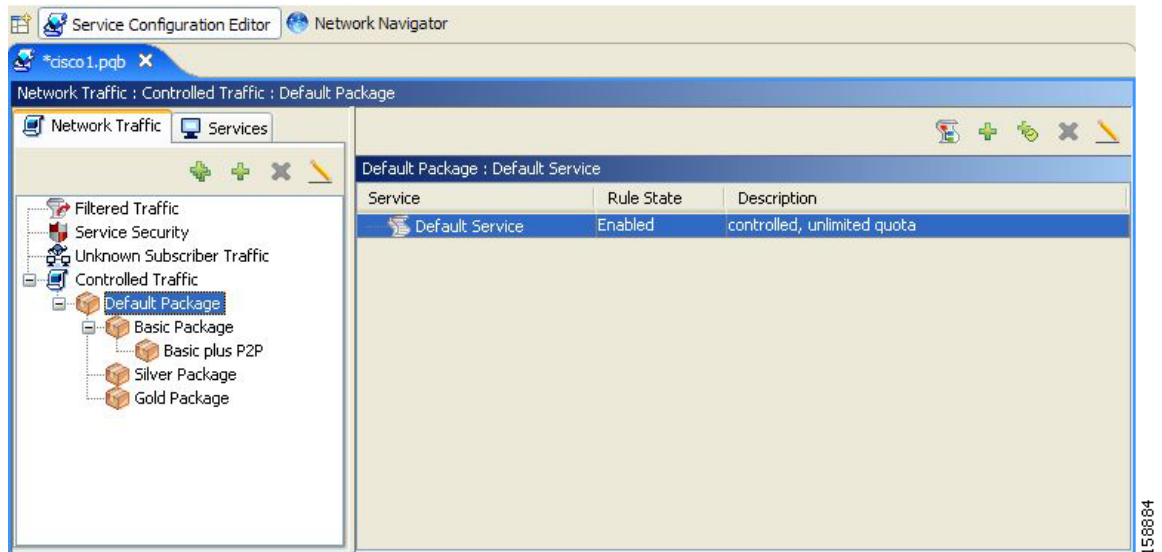 Service Configuration Editor Network Navigator
*cisco1.pqb
Network Traffic : Controlled Traffic : Default Package
Network Traffic Services
Default Package : Default Service
Service Rule State Description
Default Service Enabled controlled, unlimited quota
Filtered Traffic
Service Security
Unknown Subscriber Traffic
Controlled Traffic
Default Package
Basic Package
Basic plus P2P
Silver Package
Gold Package
158884